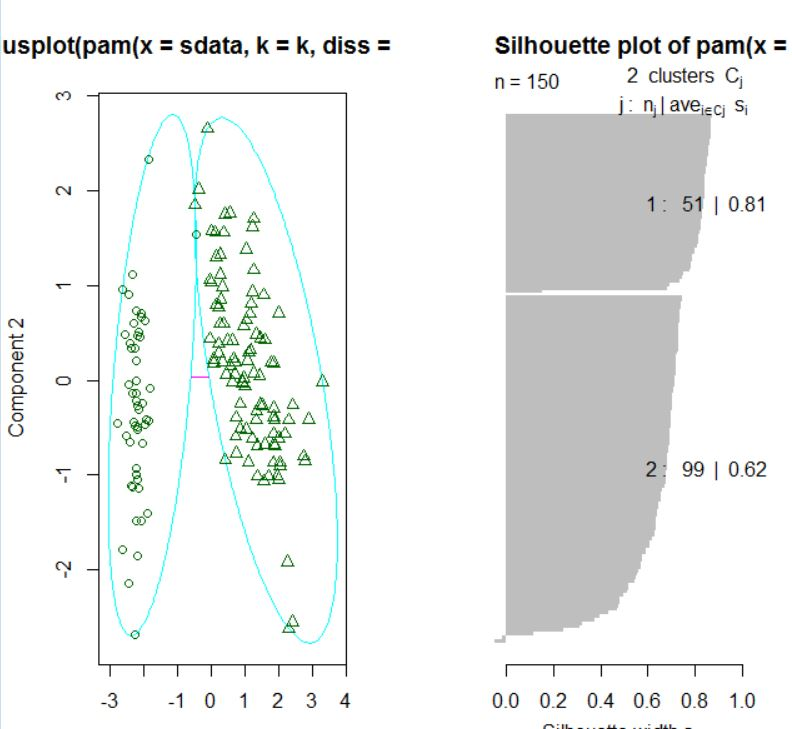 usplot(pam(x = sdata, k = k, diss =
3
2
1
0
-1
-2
Component 2
-3
-1
0
1
2
3
4
Silhouette plot of pam(x =
n = 150
2 clusters Cj
j : nj | avei∈Cj si
1 : 51 | 0.81
2 : 99 | 0.62
0.0
0.2
0.4
0.6
0.8
1.0
Silhouette width s